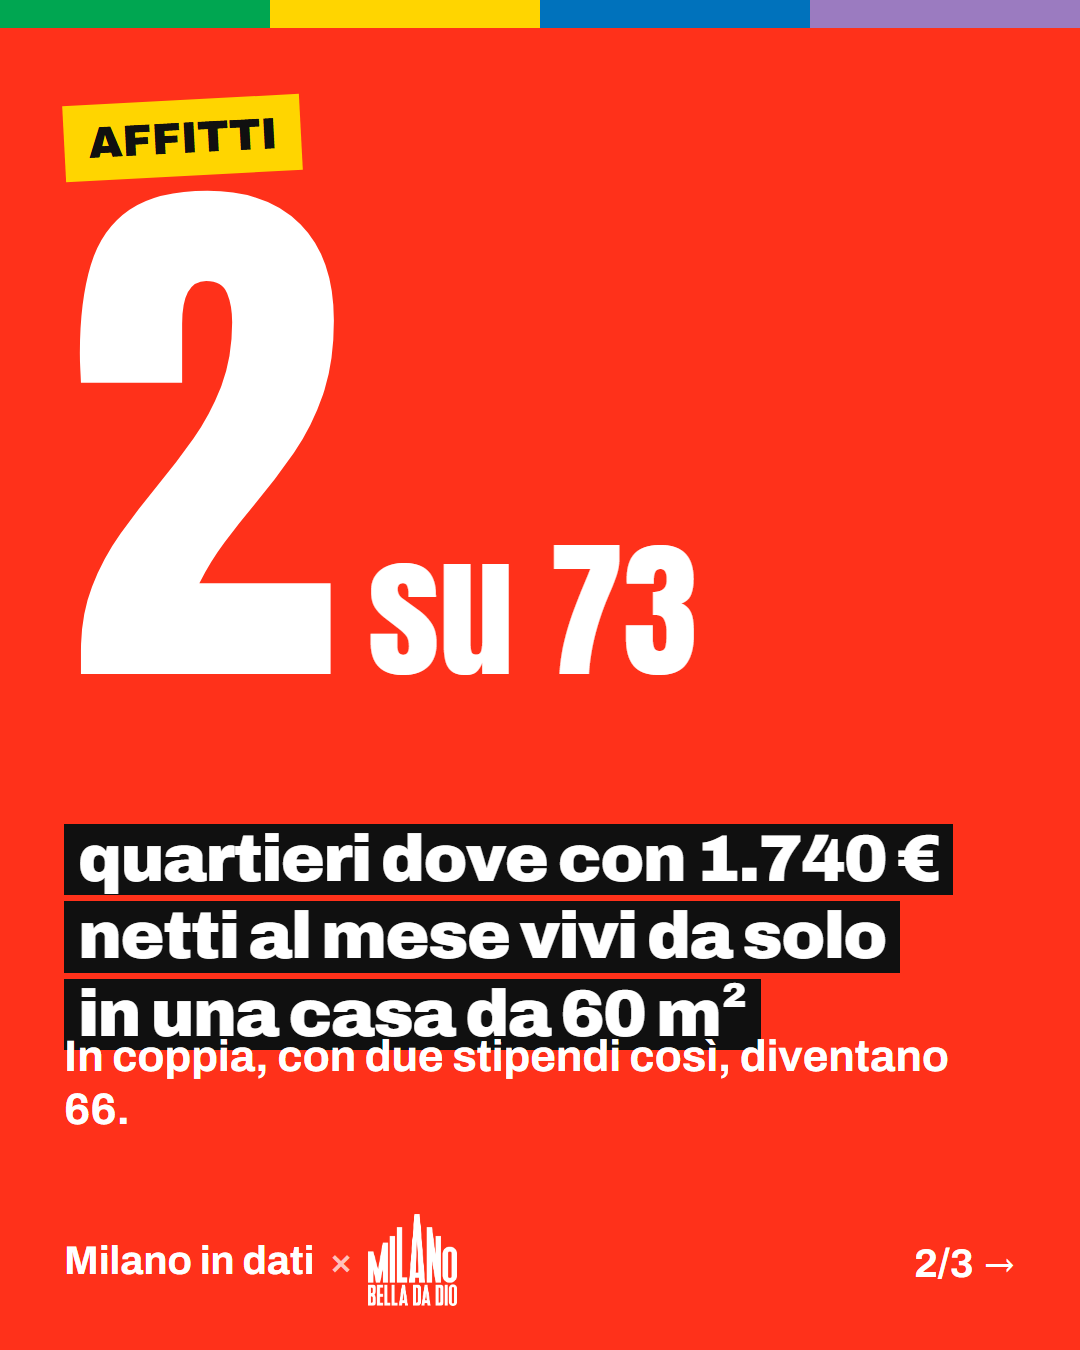 AFFITTI
2 su 73
quartieri dove con 1.740 €
netti al mese vivi da solo
in una casa da 60 m²
In coppia, con due stipendi così, diventano
66.
Milano in dati × MILANO
BELLA DA DIO
2/3 →